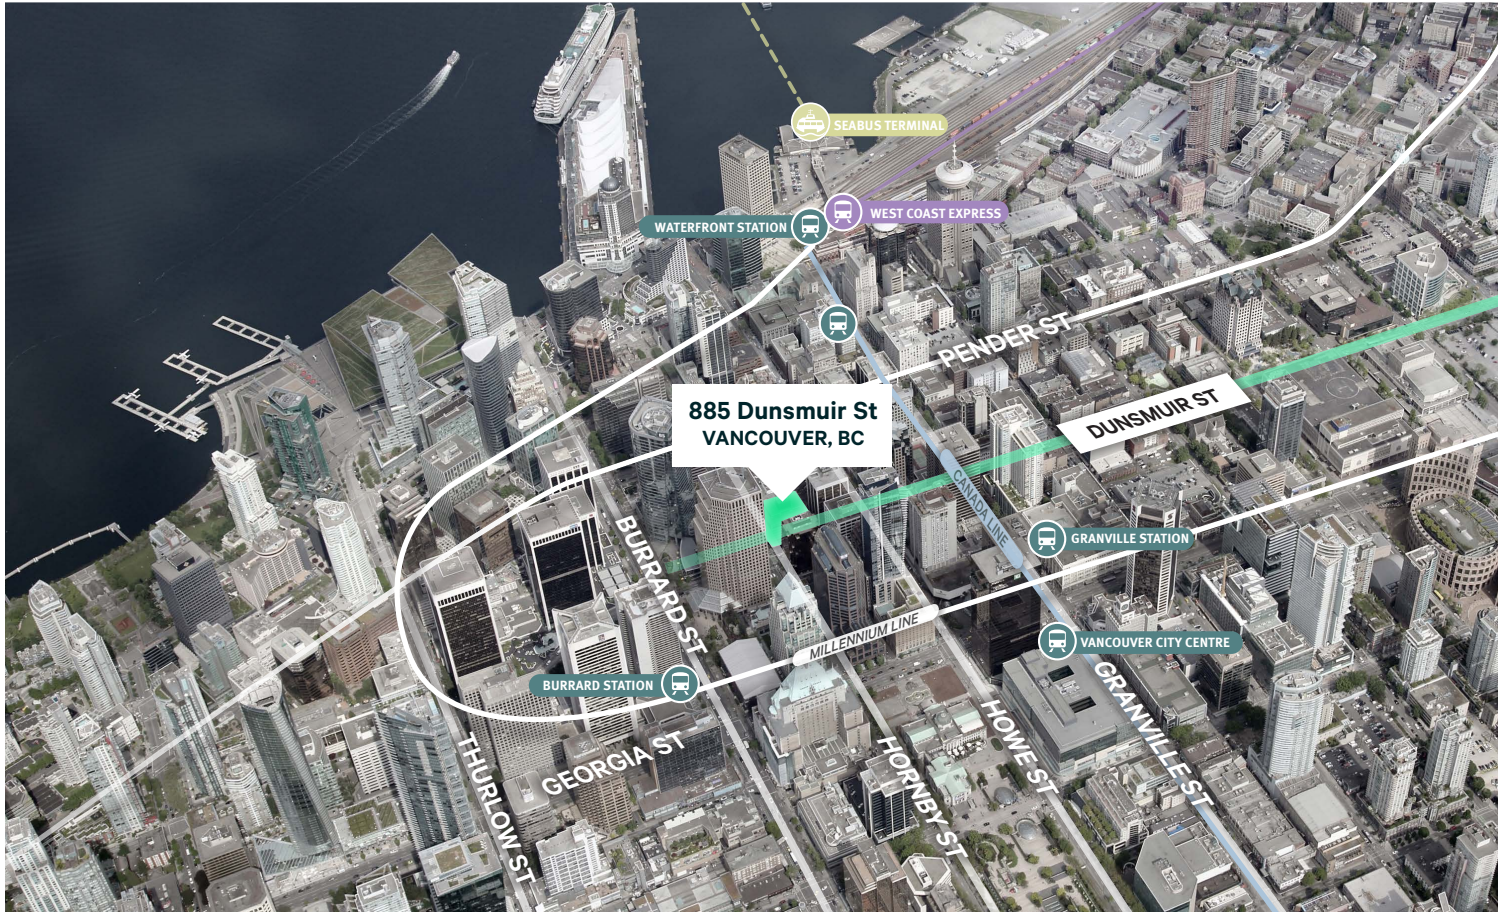 SEABUS TERMINAL
WEST COAST EXPRESS
WATERFRONT STATION
PENDER ST
885 Dunsmuir St
VANCOUVER, BC
DUNSMUIR ST
CANADA LINE
BURRARD ST
GRANVILLE STATION
MILLENNIUM LINE
VANCOUVER CITY CENTRE
BURRARD STATION
GRANVILLE ST
HOWE ST
HORNBY ST
GEORGIA ST
THURLOW ST